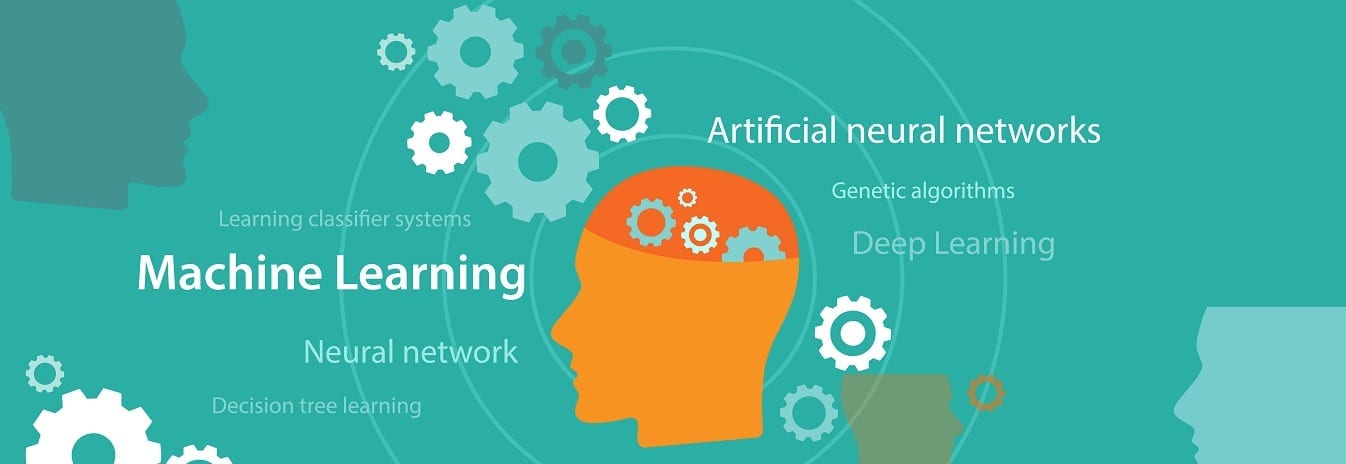 Artificial neural networks
Genetic algorithms
Learning classifier systems
Deep Learning
Machine Learning
Neural network
Decision tree learning